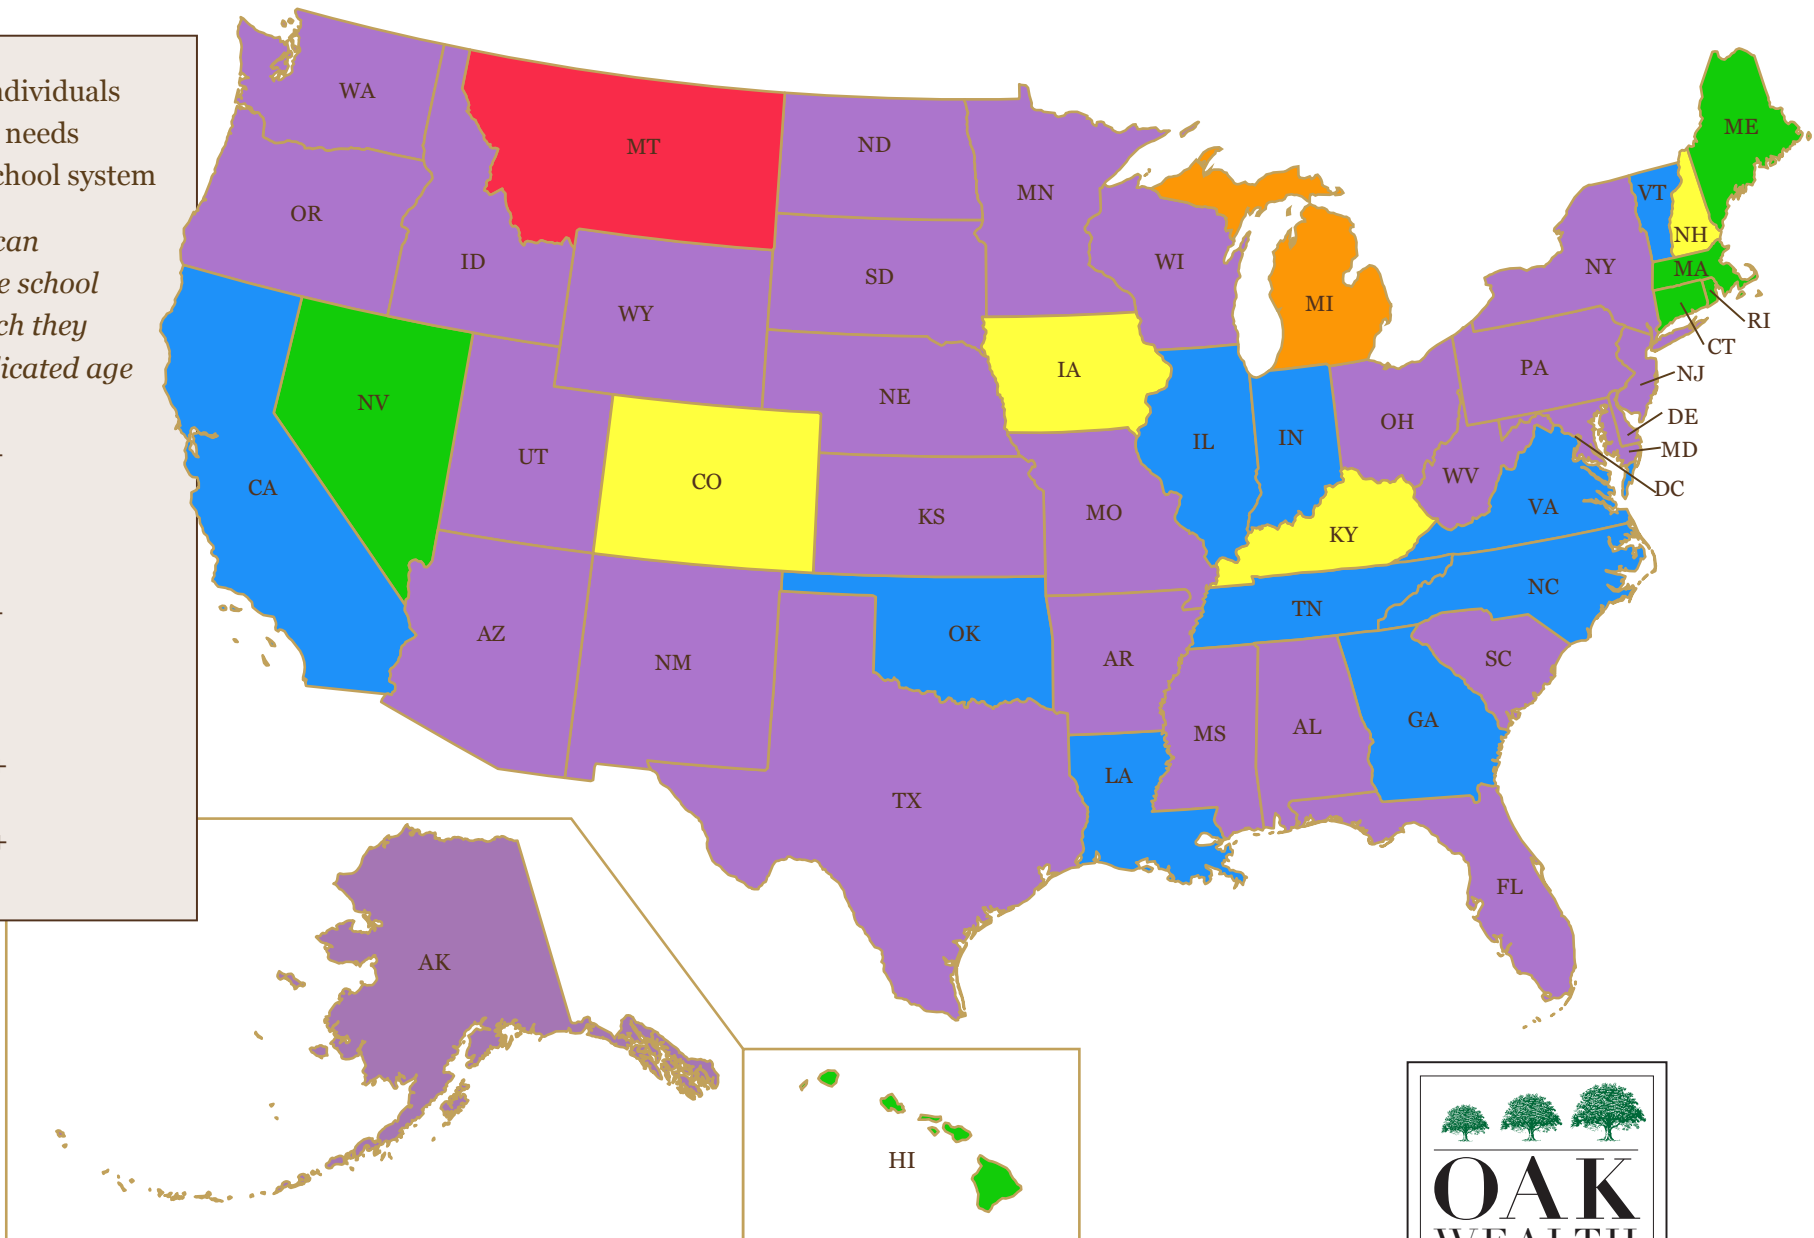 ndividuals
needs
chool system
can
e school
ch they
licated age
WA
MT
ND
MN
ME
OR
ID
SD
WI
VT
NH
NY
MA
WY
MI
RI
CT
IA
PA
NJ
NV
NE
OH
DE
UT
IL
IN
MD
CA
CO
WV
DC
KS
MO
VA
KY
NC
TN
AZ
OK
NM
AR
SC
MS
AL
GA
LA
TX
FL
AK
HI
OAK
WEALTH